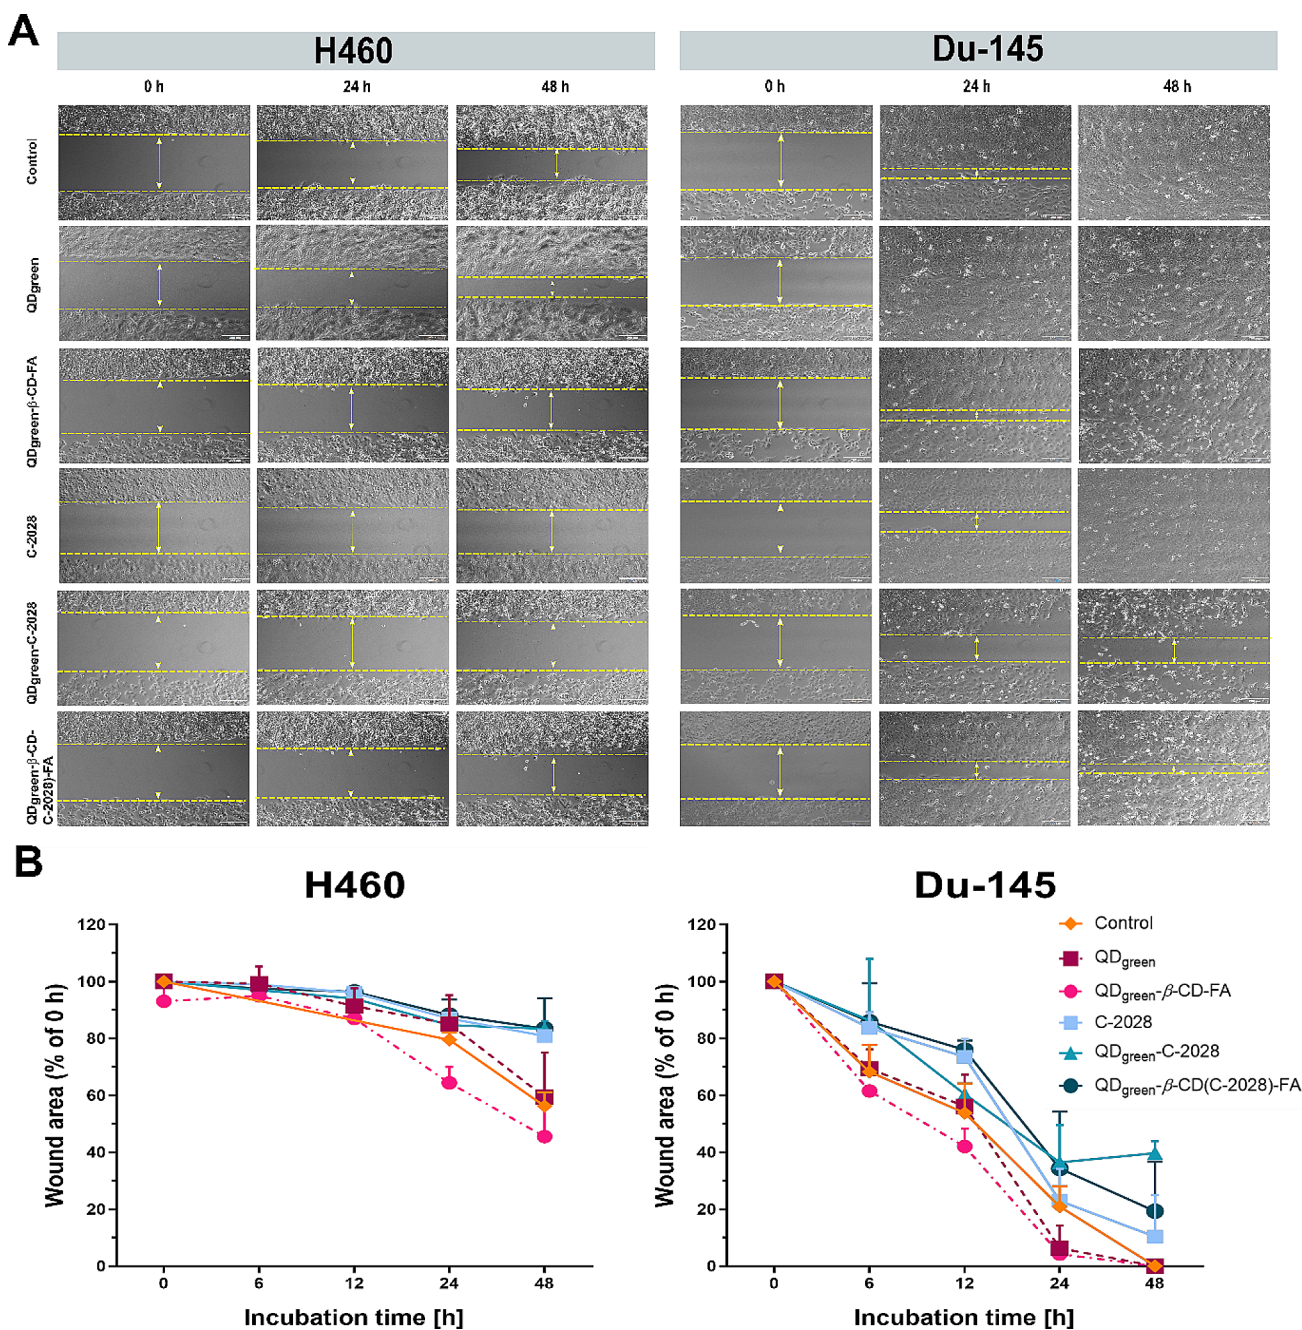 A
H460
Du-145
0 h 24 h 48 h 0 h 24 h 48 h
Control
QDgreen
QDgreen-β-CD-FA
C-2028
QDgreen-C-2028
QDgreen-β-CD-
C-2028)-FA
B
H460
Du-145
Wound area (% of 0 h)
120
100
80
60
40
20
0
0 6 12 24 48
Incubation time [h]
Wound area (% of 0 h)
120
100
80
60
40
20
0
0 6 12 24 48
Incubation time [h]
Control
QDgreen
QDgreen-β-CD-FA
C-2028
QDgreen-C-2028
QDgreen-β-CD(C-2028)-FA